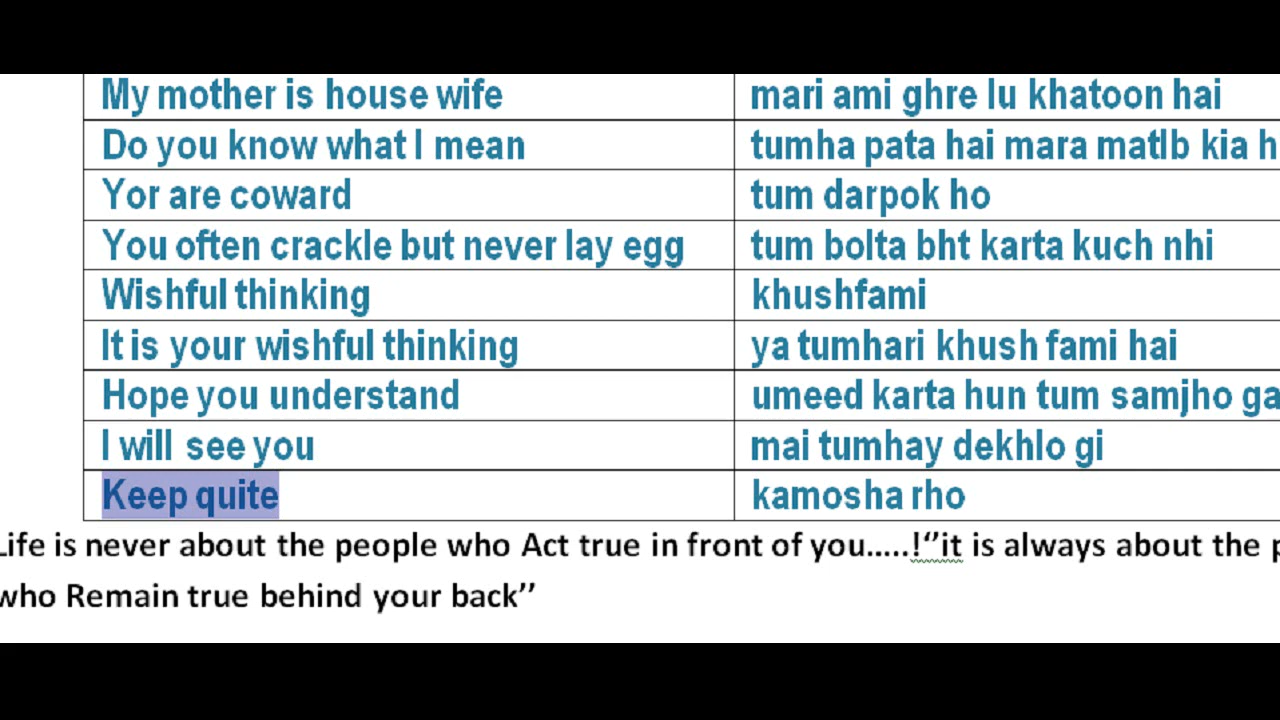 My mother is house wife mari ami ghre lu khatoon hai
Do you know what I mean tumha pata hai mara matlb kia
Yor are coward tum darpok ho
You often crackle but never lay egg tum bolta bht karta kuch nhi
Wishful thinking khushfami
It is your wishful thinking ya tumhari khush fami hai
Hope you understand umeed karta hun tum samjho ga
I will see you mai tumhay dekhlo gi
Keep quite kamosha rho
Life is never about the people who Act true in front of you.....!''it is always about the
who Remain true behind your back''